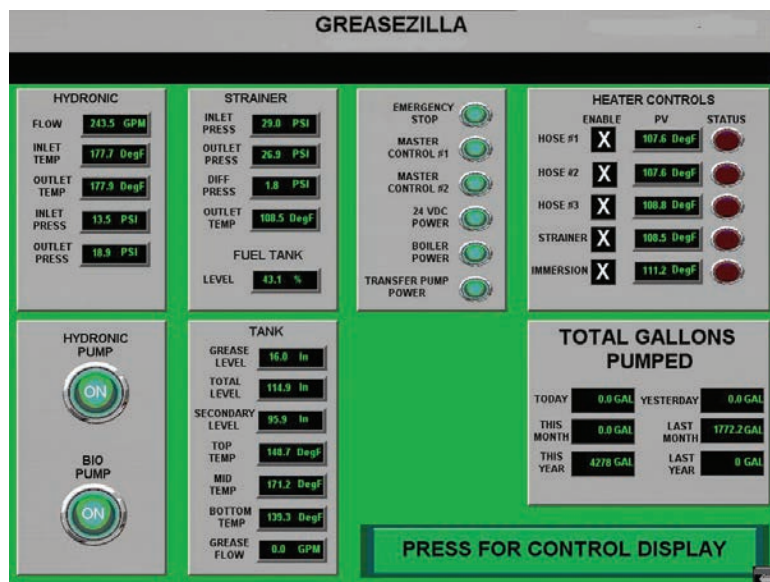 GREASEZILLA
HYDRONIC
FLOW 243.5 GPM
INLET
TEMP 177.7 DegF
OUTLET
TEMP 177.9 DegF
INLET
PRESS 13.5 PSI
OUTLET
PRESS 18.9 PSI
STRAINER
INLET
PRESS 29.0 PSI
OUTLET
PRESS 26.9 PSI
DIFF
PRESS 1.8 PSI
OUTLET
TEMP 108.5 DegF
FUEL TANK
LEVEL 43.1 %
EMERGENCY
STOP
MASTER
CONTROL #1
MASTER
CONTROL #2
24 VDC
POWER
BOILER
POWER
TRANSFER PUMP
POWER
HEATER CONTROLS
ENABLE PV STATUS
HOSE #1 X 107.6 DegF
HOSE #2 X 107.6 DegF
HOSE #3 X 108.8 DegF
STRAINER X 108.5 DegF
IMMERSION X 111.2 DegF
HYDRONIC
PUMP
ON
BIO
PUMP
ON
TANK
GREASE
LEVEL 16.0 In
TOTAL
LEVEL 114.9 In
SECONDARY
LEVEL 95.9 In
TOP
TEMP 148.7 DegF
MID
TEMP 171.2 DegF
BOTTOM
TEMP 139.3 DegF
GREASE
FLOW 0.0 GPM
TOTAL GALLONS
PUMPED
TODAY 0.0 GAL YESTERDAY 0.0 GAL
THIS
MONTH 0.0 GAL LAST
MONTH 1772.2 GAL
THIS
YEAR 4278 GAL LAST
YEAR 0 GAL
PRESS FOR CONTROL DISPLAY